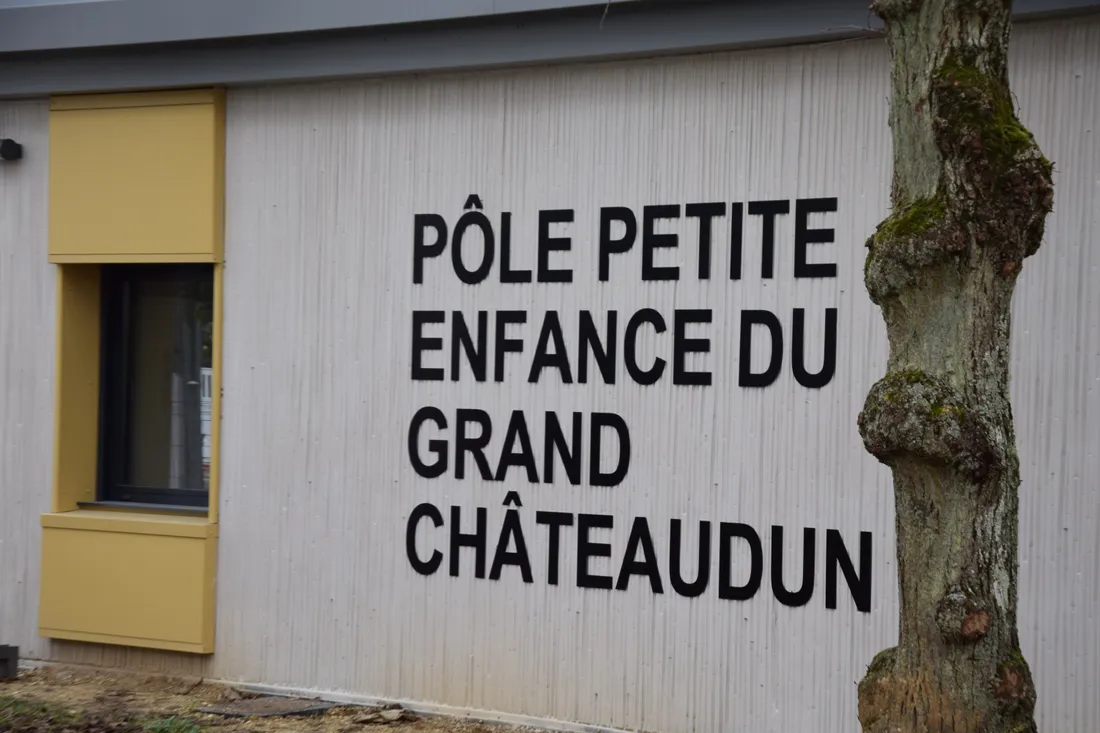 PÔLE PETITE
ENFANCE DU
GRAND
CHÂTEAUDUN